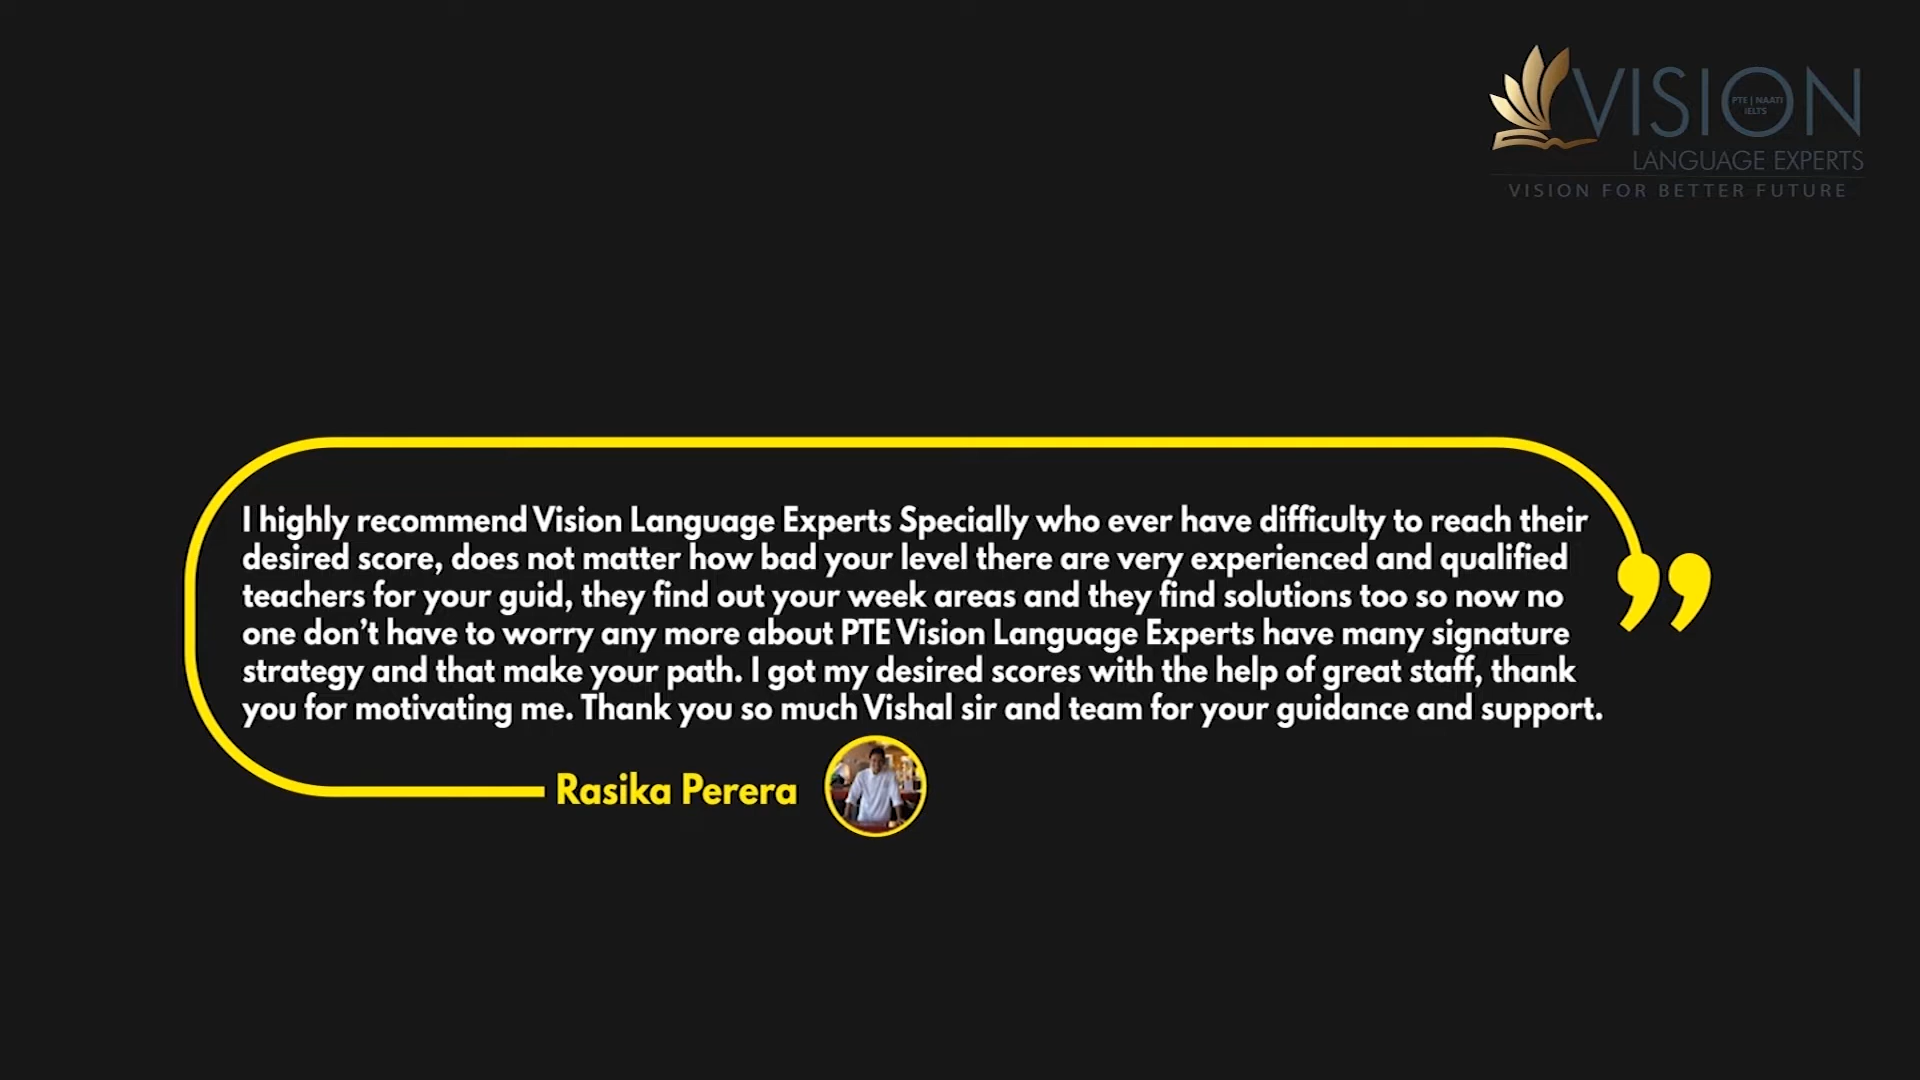 VISION
PTE | NAATI
IELTS
LANGUAGE EXPERTS
VISION FOR BETTER FUTURE
I highly recommend Vision Language Experts Specially who ever have difficulty to reach their
desired score, does not matter how bad your level there are very experienced and qualified
teachers for your guid, they find out your week areas and they find solutions too so now no
one don’t have to worry any more about PTE Vision Language Experts have many signature
strategy and that make your path. I got my desired scores with the help of great staff, thank
you for motivating me. Thank you so much Vishal sir and team for your guidance and support.
”
Rasika Perera